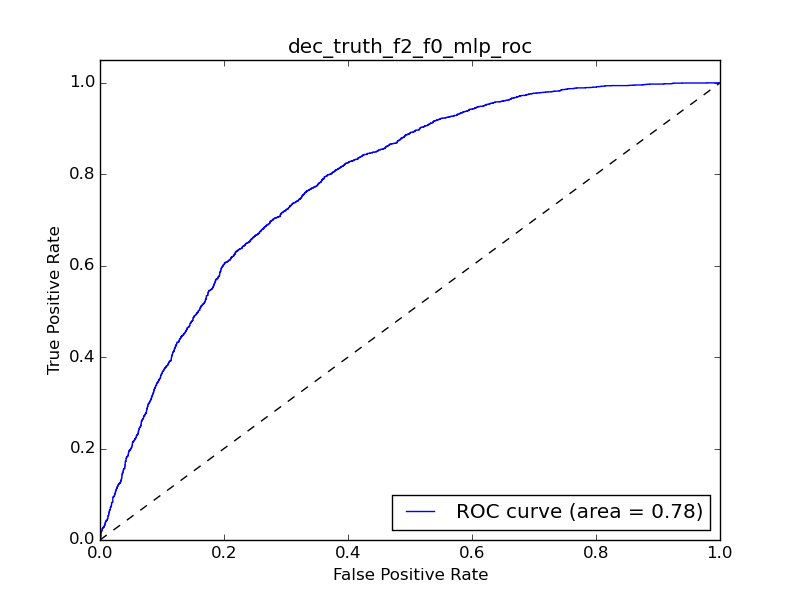 dec_truth_f2_f0_mlp_roc
1.0
0.8
0.6
0.4
0.2
0.0
True Positive Rate
ROC curve (area = 0.78)
0.0 0.2 0.4 0.6 0.8 1.0
False Positive Rate